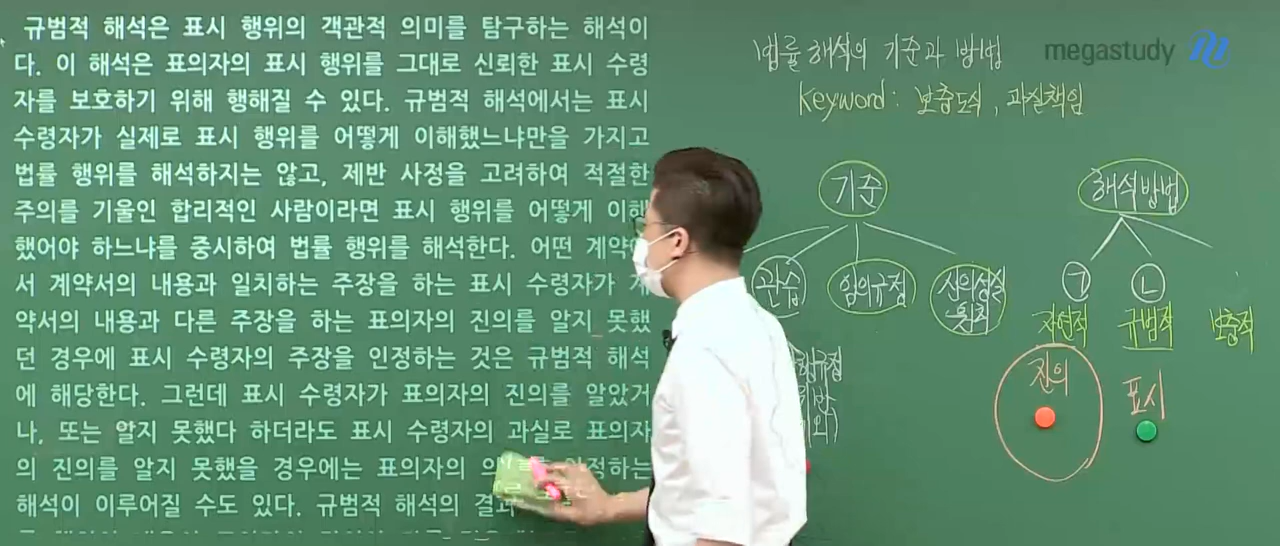 규범적 해석은 표시 행위의 객관적 의미를 탐구하는 해석이
다. 이 해석은 표의자의 표시 행위를 그대로 신뢰한 표시 수령
자를 보호하기 위해 행해질 수 있다. 규범적 해석에서는 표시
수령자가 실제로 표시 행위를 어떻게 이해했느냐만을 가지고
법률 행위를 해석하지는 않고, 제반 사정을 고려하여 적절한
주의를 기울인 합리적인 사람이라면 표시 행위를 어떻게 이해
했어야 하느냐를 중시하여 법률 행위를 해석한다. 어떤
서 계약서의 내용과 일치하는 주장을 하는 표시 수령자가
약서의 내용과 다른 주장을 하는 표의자의 진의를 알지 못했
던 경우에 표시 수령자의 주장을 인정하는 것은 규범적 해석
에 해당한다. 그런데 표시 수령자가 표의자의 진의를 알았거
나, 또는 알지 못했다 하더라도 표시 수령자의 과실로 표의자
의 진의를 알지 못했을 경우에는 표의자의
해석이 이루어질 수도 있다. 규범적 해석의
법률해석의 기준과 방법
megastudy
Keyword: 보충도식, 과실책임
기준
관습
임의규정
신의성실
원칙
해석방법
ㄱ
ㄴ
자연적
규범적
보충적
진의
표시